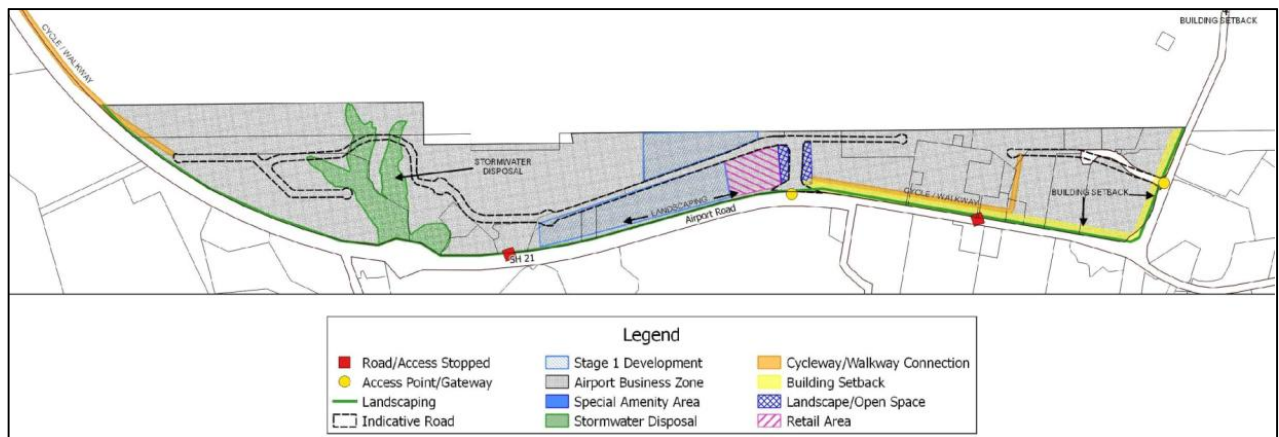 BUILDING SETBACK
CYCLE / WALKWAY
STORMWATER
DISPOSAL
BUILDING SETBACK
CYCLE / WALKWAY
LANDSCAPING
Airport Road
SH 21
Legend
Road/Access Stopped
Access Point/Gateway
Landscaping
Indicative Road
Stage 1 Development
Airport Business Zone
Special Amenity Area
Stormwater Disposal
Cycleway/Walkway Connection
Building Setback
Landscape/Open Space
Retail Area